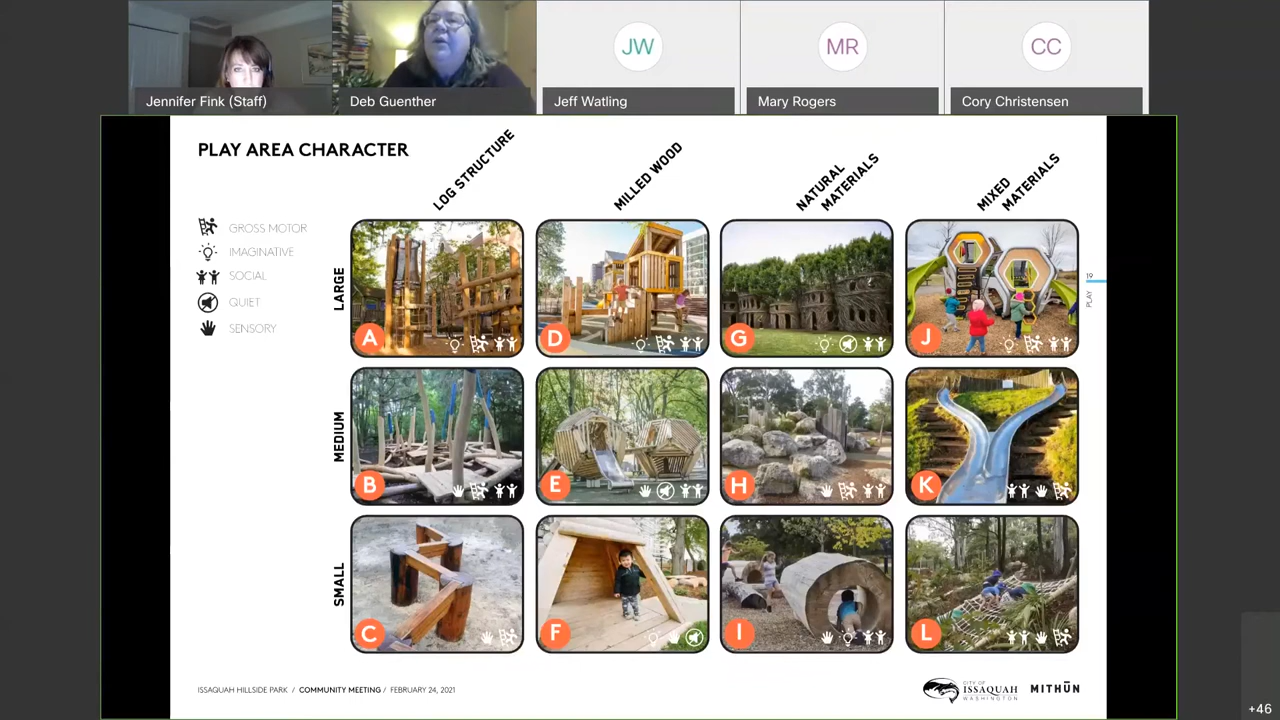 JW
MR
CC
Jennifer Fink (Staff)
Deb Guenther
Jeff Watling
Mary Rogers
Cory Christensen
PLAY AREA CHARACTER
LOG STRUCTURE
MILLED WOOD
NATURAL
MATERIALS
MIXED
MATERIALS
GROSS MOTOR
IMAGINATIVE
SOCIAL
QUIET
SENSORY
LARGE
A
D
G
J
19
PLAY
MEDIUM
B
E
H
K
SMALL
C
F
I
L
ISSAQUAH HILLSIDE PARK / COMMUNITY MEETING / FEBRUARY 24, 2021
CITY OF
ISSAQUAH
WASHINGTON
MITHŪN
+46